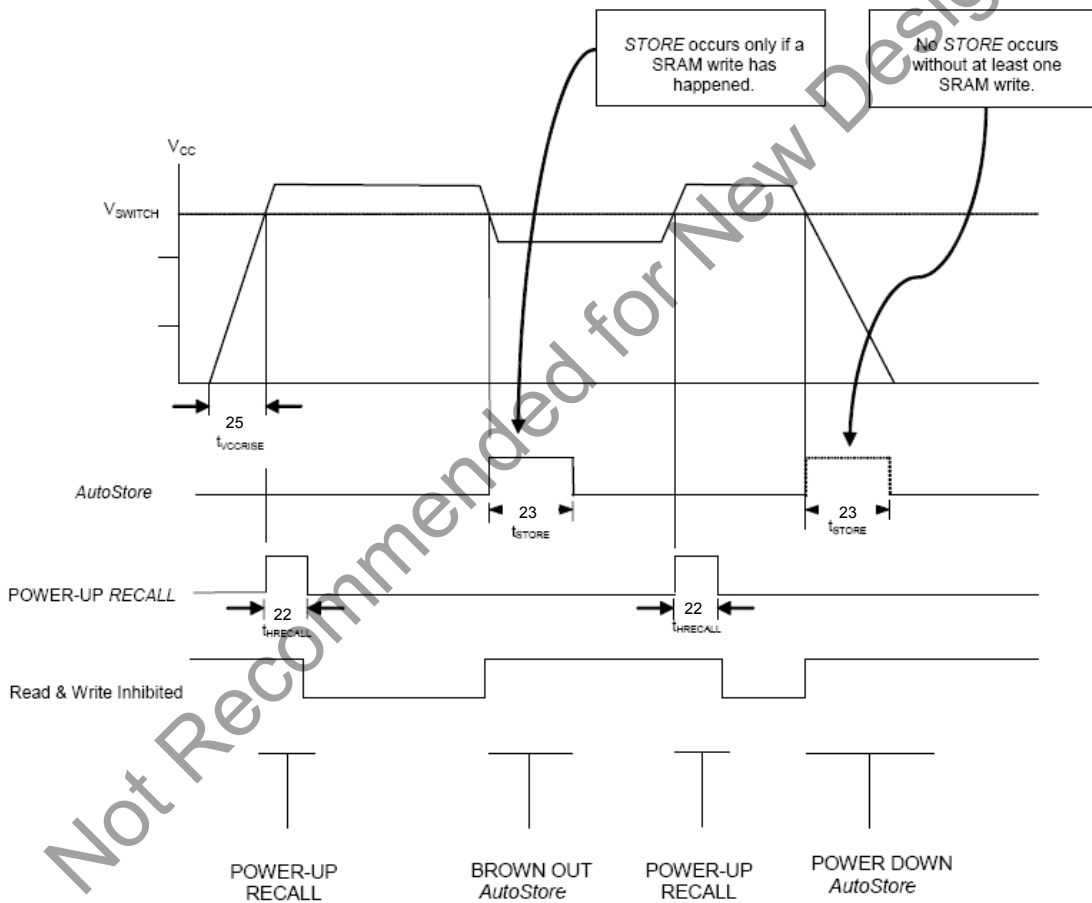 STORE occurs only if a
SRAM write has
happened.
No STORE occurs
without at least one
SRAM write.
VCC
VSWITCH
25
tVCCRISE
AutoStore
23
tSTORE
23
tSTORE
POWER-UP RECALL
22
tHRECALL
22
tHRECALL
Read & Write Inhibited
POWER-UP
RECALL
BROWN OUT
AutoStore
POWER-UP
RECALL
POWER DOWN
AutoStore
Not Recommended for New Design